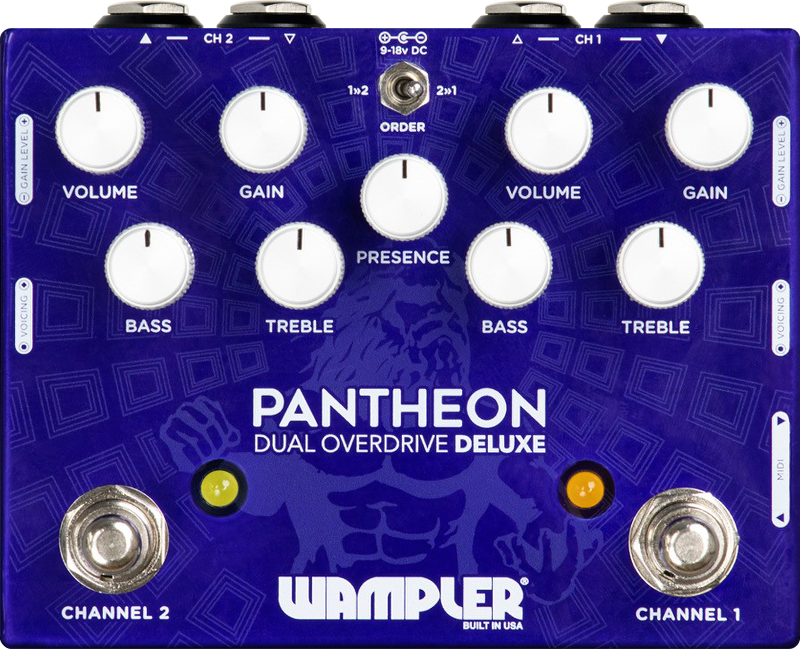 CH 2
CH 1
9-18v DC
1»2
2»1
ORDER
GAIN LEVEL
GAIN LEVEL
VOLUME
GAIN
VOLUME
GAIN
PRESENCE
VOICING
VOICING
BASS
TREBLE
BASS
TREBLE
PANTHEON
DUAL OVERDRIVE DELUXE
MIDI
WAMPLER®
BUILT IN USA
CHANNEL 2
CHANNEL 1